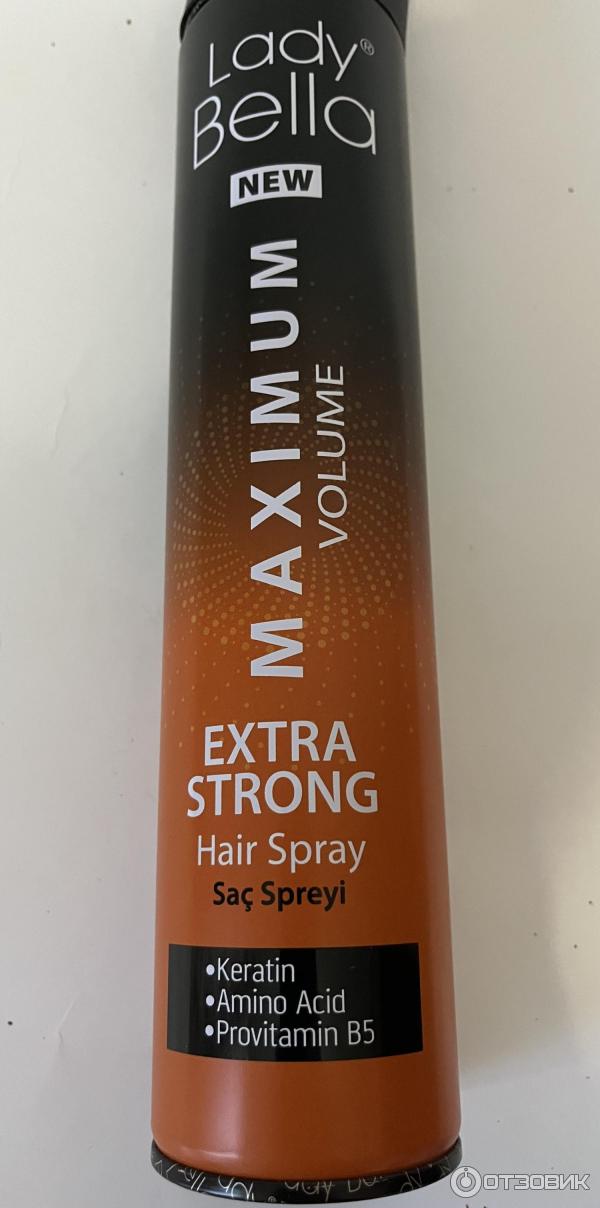 Lady®
Bella
NEW
MAXIMUM
VOLUME
EXTRA
STRONG
Hair Spray
Saç Spreyi
•Keratin
•Amino Acid
•Provitamin B5
ОТЗОВИК